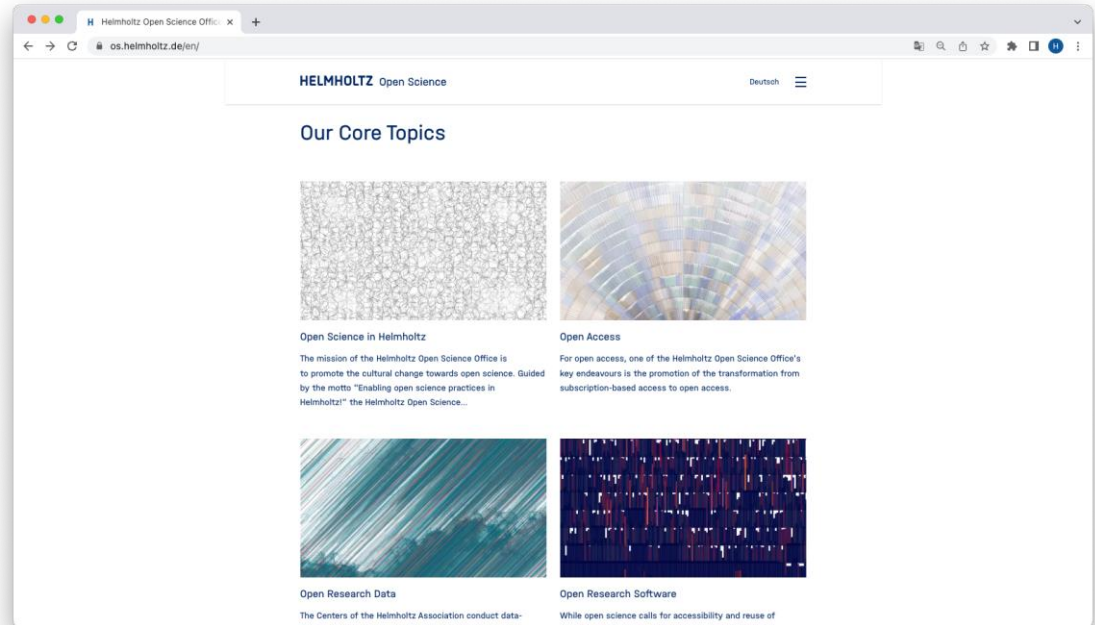 Helmholtz Open Science Office
os.helmholtz.de/en/
H
HELMHOLTZ Open Science
Deutsch
Our Core Topics
Open Science in Helmholtz
The mission of the Helmholtz Open Science Office is
to promote the cultural change towards open science. Guided
by the motto "Enabling open science practices in
Helmholtz!" the Helmholtz Open Science...
Open Access
For open access, one of the Helmholtz Open Science Office's
key endeavours is the promotion of the transformation from
subscription-based access to open access.
Open Research Data
The Centers of the Helmholtz Association conduct data-
Open Research Software
While open science calls for accessibility and reuse of